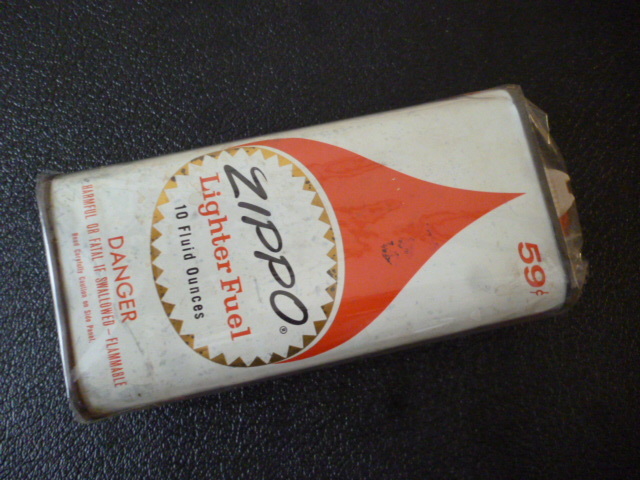 59¢
ZIPPO®
Lighter Fuel
10 Fluid Ounces
DANGER
HARMFUL OR FATAL IF SWALLOWED – FLAMMABLE
Read Carefully Caution on Side Panel